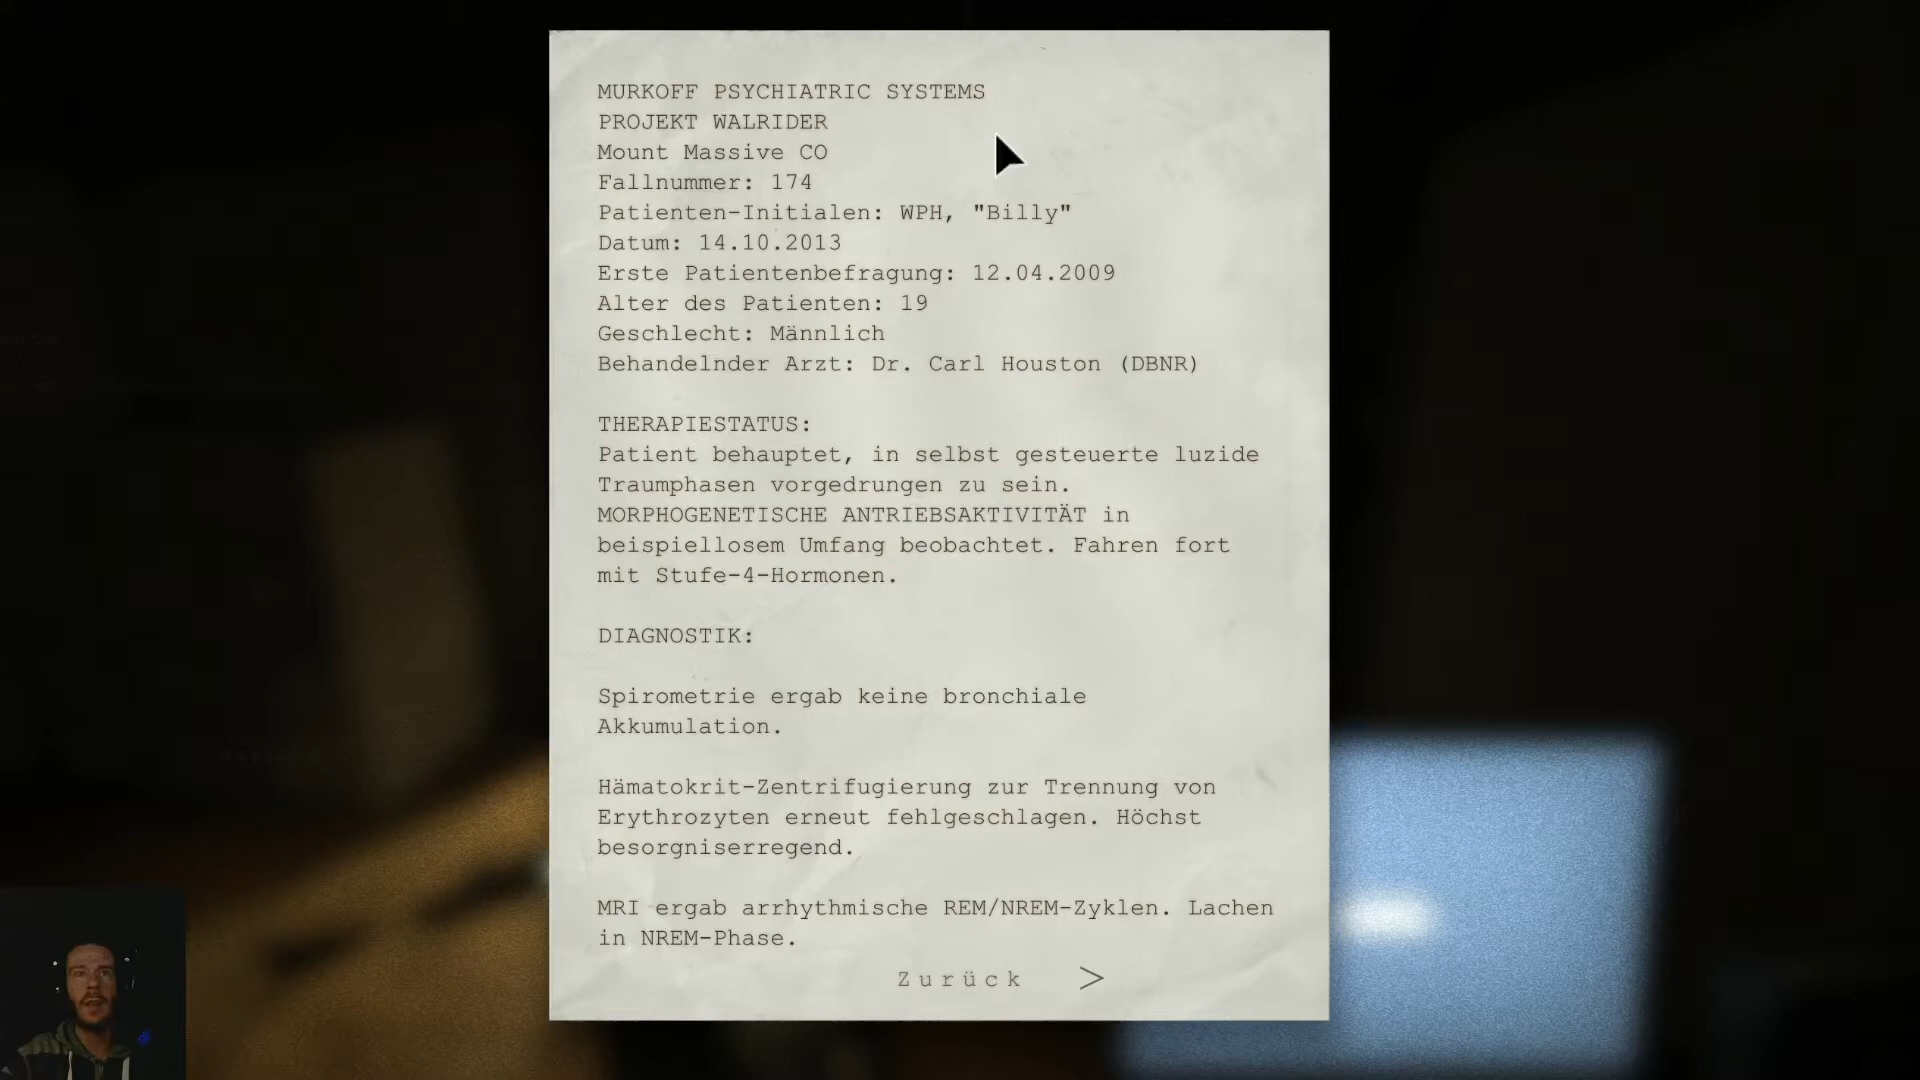 MURKOFF PSYCHIATRIC SYSTEMS
PROJEKT WALRIDER
Mount Massive CO
Fallnummer: 174
Patienten-Initialen: WPH, "Billy"
Datum: 14.10.2013
Erste Patientenbefragung: 12.04.2009
Alter des Patienten: 19
Geschlecht: Männlich
Behandelnder Arzt: Dr. Carl Houston (DBNR)
THERAPIESTATUS:
Patient behauptet, in selbst gesteuerte luzide
Traumphasen vorgedrungen zu sein.
MORPHOGENETISCHE ANTRIEBSAKTIVITÄT in
beispiellosem Umfang beobachtet. Fahren fort
mit Stufe-4-Hormonen.
DIAGNOSTIK:
Spirometrie ergab keine bronchiale
Akkumulation.
Hämatokrit-Zentrifugierung zur Trennung von
Erythrozyten erneut fehlgeschlagen. Höchst
besorgniserregend.
MRI ergab arrhythmische REM/NREM-Zyklen. Lachen
in NREM-Phase.
Zurück >